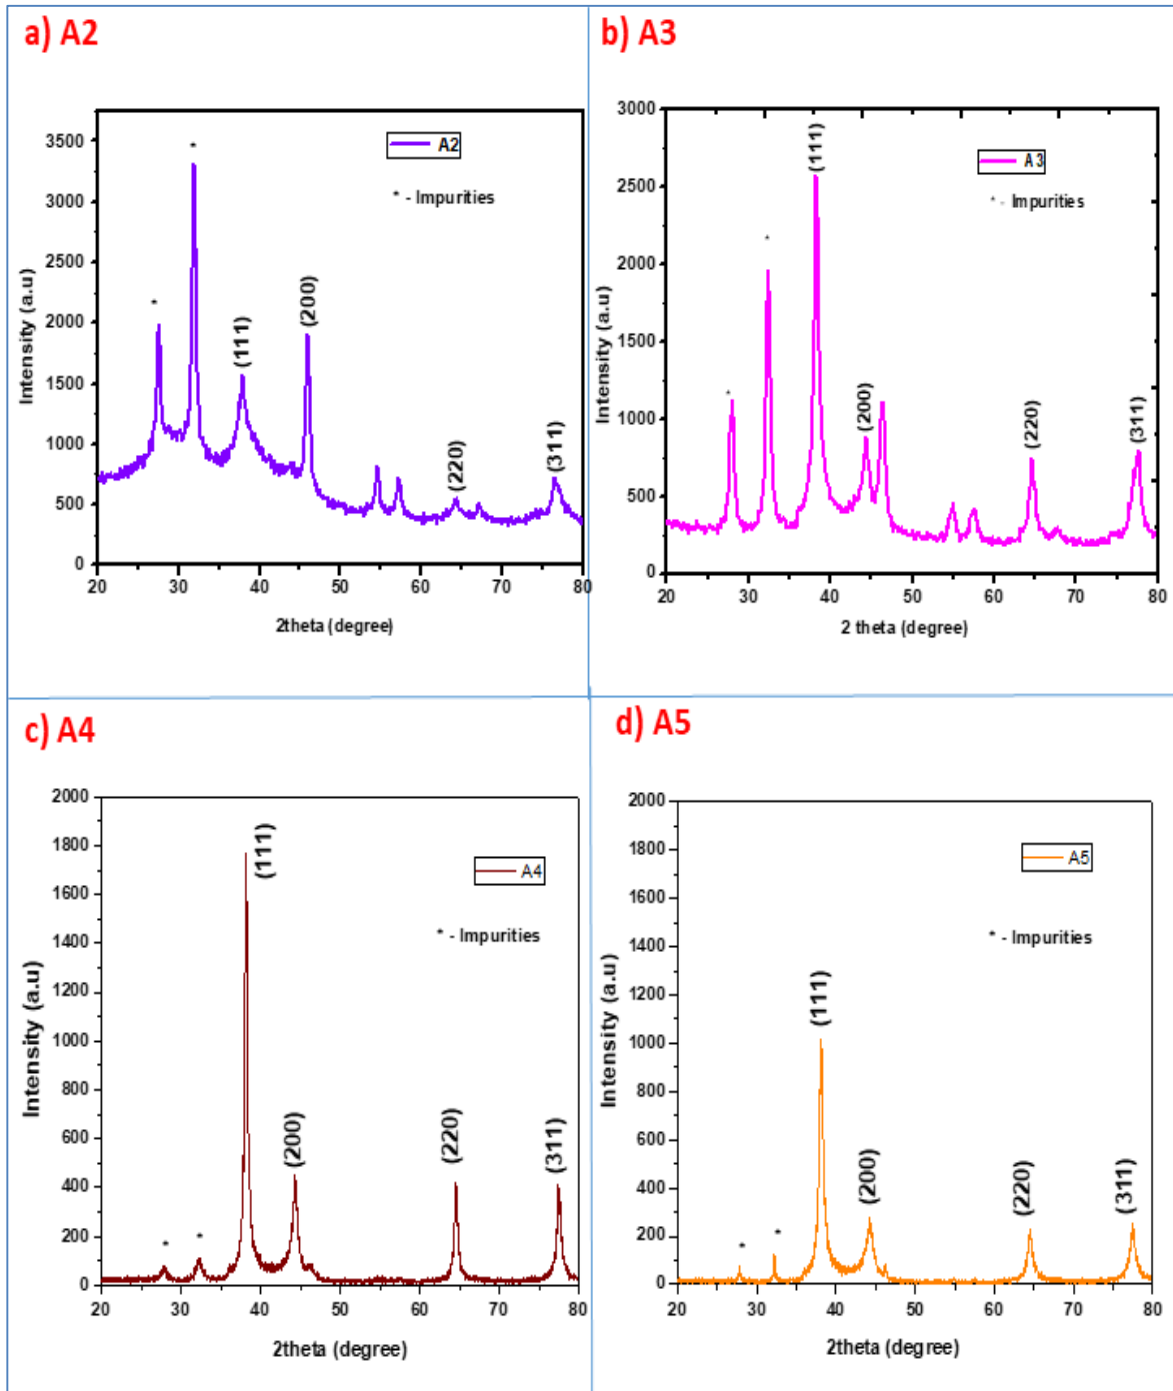 a) A2
3500
3000
2500
2000
1500
1000
500
0
20 30 40 50 60 70 80
Intensity (a.u)
2theta (degree)
A2
* - Impurities
*
*
(111)
(200)
(220)
(311)
b) A3
3000
2500
2000
1500
1000
500
0
20 30 40 50 60 70 80
Intensity (a.u)
2 theta (degree)
A3
* - Impurities
*
*
(111)
(200)
(220)
(311)
c) A4
2000
1800
1600
1400
1200
1000
800
600
400
200
0
20 30 40 50 60 70 80
Intensity (a.u)
2theta (degree)
A4
* - Impurities
*
*
(111)
(200)
(220)
(311)
d) A5
2000
1800
1600
1400
1200
1000
800
600
400
200
0
20 30 40 50 60 70 80
Intensity (a.u)
2theta (degree)
A5
* - Impurities
*
*
(111)
(200)
(220)
(311)